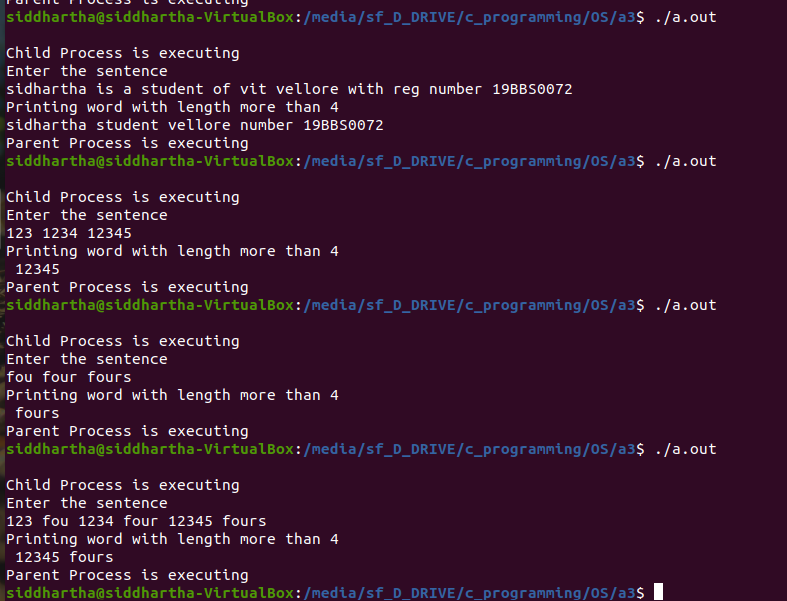 Parent Process is executing
siddhartha@siddhartha-VirtualBox:/media/sf_D_DRIVE/c_programming/OS/a3$ ./a.out
Child Process is executing
Enter the sentence
sidhartha is a student of vit vellore with reg number 19BBS0072
Printing word with length more than 4
sidhartha student vellore number 19BBS0072
Parent Process is executing
siddhartha@siddhartha-VirtualBox:/media/sf_D_DRIVE/c_programming/OS/a3$ ./a.out
Child Process is executing
Enter the sentence
123 1234 12345
Printing word with length more than 4
 12345
Parent Process is executing
siddhartha@siddhartha-VirtualBox:/media/sf_D_DRIVE/c_programming/OS/a3$ ./a.out
Child Process is executing
Enter the sentence
fou four fours
Printing word with length more than 4
 fours
Parent Process is executing
siddhartha@siddhartha-VirtualBox:/media/sf_D_DRIVE/c_programming/OS/a3$ ./a.out
Child Process is executing
Enter the sentence
123 fou 1234 four 12345 fours
Printing word with length more than 4
 12345 fours
Parent Process is executing
siddhartha@siddhartha-VirtualBox:/media/sf_D_DRIVE/c_programming/OS/a3$